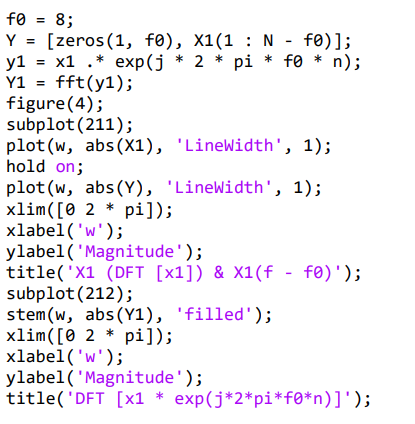 f0 = 8;
Y = [zeros(1, f0), X1(1 : N - f0)];
y1 = x1 .* exp(j * 2 * pi * f0 * n);
Y1 = fft(y1);
figure(4);
subplot(211);
plot(w, abs(X1), 'LineWidth', 1);
hold on;
plot(w, abs(Y), 'LineWidth', 1);
xlim([0 2 * pi]);
xlabel('w');
ylabel('Magnitude');
title('X1 (DFT [x1]) & X1(f - f0)');
subplot(212);
stem(w, abs(Y1), 'filled');
xlim([0 2 * pi]);
xlabel('w');
ylabel('Magnitude');
title('DFT [x1 * exp(j*2*pi*f0*n)]');